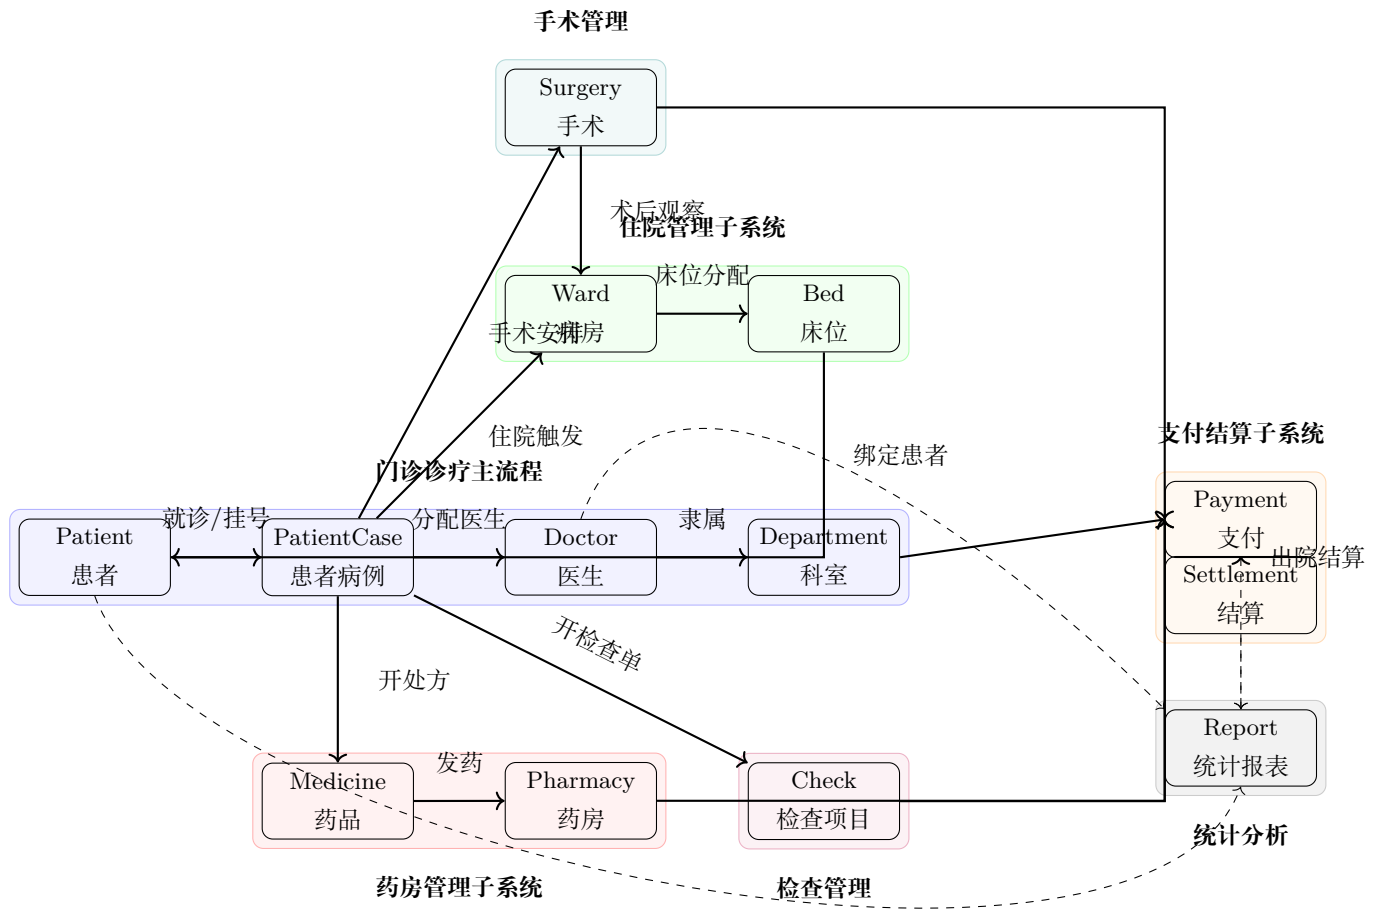 手术管理
Surgery
手术
术后观察
住院管理子系统
床位分配
Ward
病房
Bed
床位
手术安排
住院触发
绑定患者
支付结算子系统
门诊诊疗主流程
就诊/挂号
分配医生
隶属
Patient
患者
PatientCase
患者病例
Doctor
医生
Department
科室
Payment
支付
出院结算
Settlement
结算
开检查单
开处方
发药
Medicine
药品
Pharmacy
药房
Check
检查项目
Report
统计报表
统计分析
药房管理子系统
检查管理